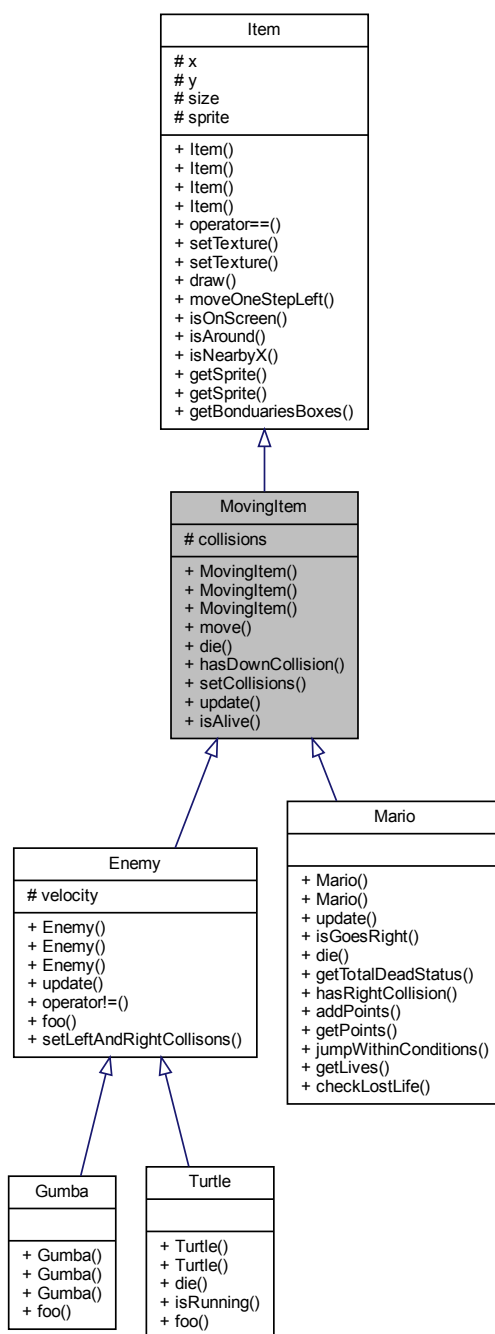 Item
# x
# y
# size
# sprite
+ Item()
+ Item()
+ Item()
+ Item()
+ operator==()
+ setTexture()
+ setTexture()
+ draw()
+ moveOneStepLeft()
+ isOnScreen()
+ isAround()
+ isNearbyX()
+ getSprite()
+ getSprite()
+ getBonduariesBoxes()
MovingItem
# collisions
+ MovingItem()
+ MovingItem()
+ MovingItem()
+ move()
+ die()
+ hasDownCollision()
+ setCollisions()
+ update()
+ isAlive()
Enemy
# velocity
+ Enemy()
+ Enemy()
+ Enemy()
+ update()
+ operator!=()
+ foo()
+ setLeftAndRightCollisons()
Mario
+ Mario()
+ Mario()
+ update()
+ isGoesRight()
+ die()
+ getTotalDeadStatus()
+ hasRightCollision()
+ addPoints()
+ getPoints()
+ jumpWithinConditions()
+ getLives()
+ checkLostLife()
Gumba
+ Gumba()
+ Gumba()
+ Gumba()
+ foo()
Turtle
+ Turtle()
+ Turtle()
+ die()
+ isRunning()
+ foo()